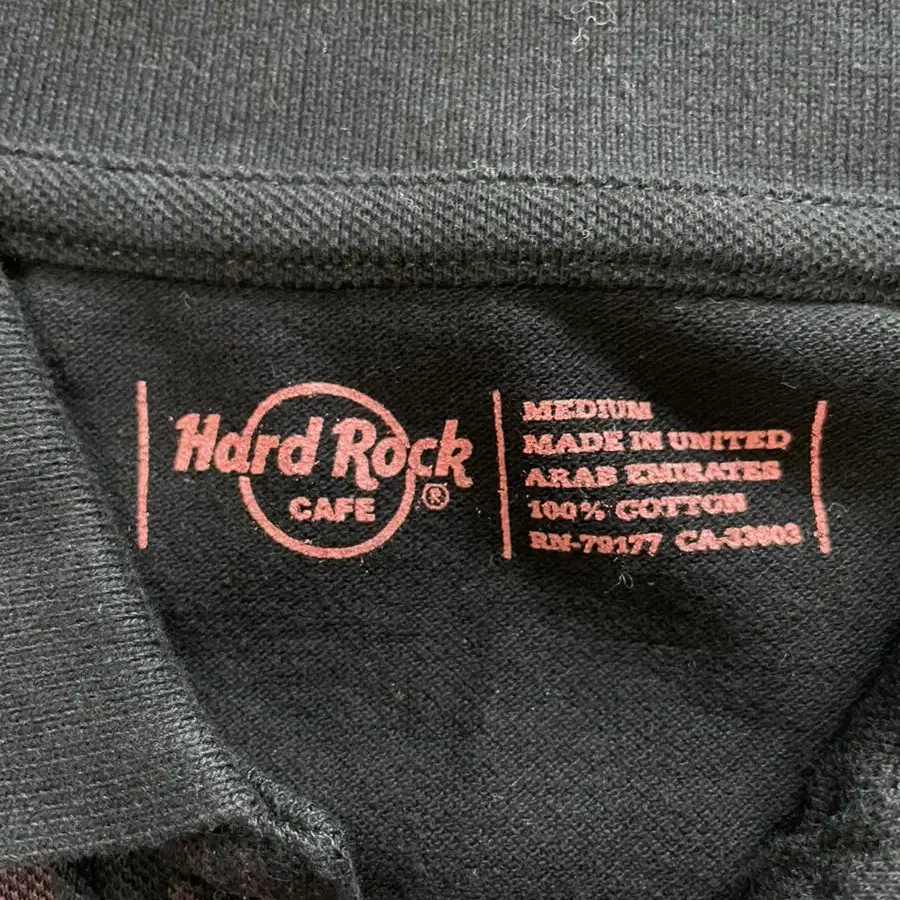 Hard Rock
CAFE
®
MEDIUM
MADE IN UNITED
ARAB EMIRATES
100% COTTON
RN-79177 CA-33603